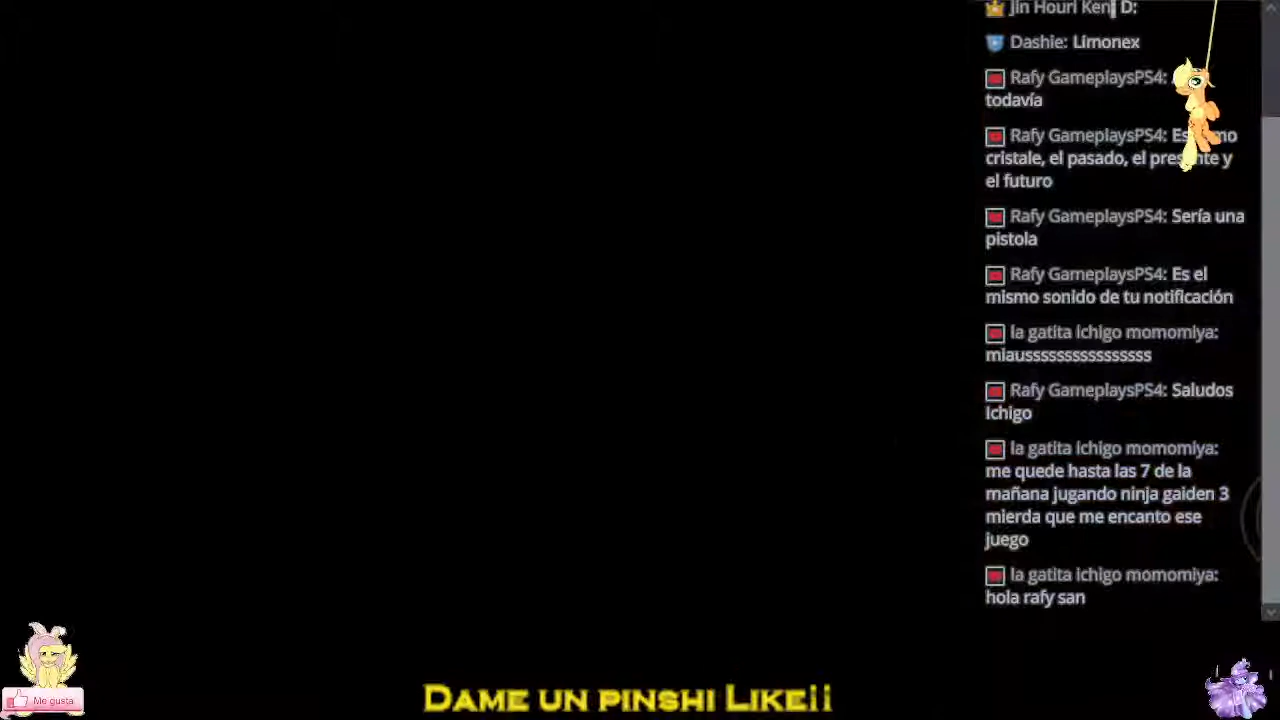 Jin Houri Kenj D:
Dashie: Limonex
Rafy GameplaysPS4:
todavía
Rafy GameplaysPS4:
cristale, el pasado, el presente y
el futuro
Rafy GameplaysPS4: Sería una
pistola
Rafy GameplaysPS4: Es el
mismo sonido de tu notificación
la gatita ichigo momomiya:
miausssssssssssssss
Rafy GameplaysPS4: Saludos
Ichigo
la gatita ichigo momomiya:
me quede hasta las 7 de la
mañana jugando ninja gaiden 3
mierda que me encanto ese
juego
la gatita ichigo momomiya:
hola rafy san
Me gusta
Dame un pinshi Like!!